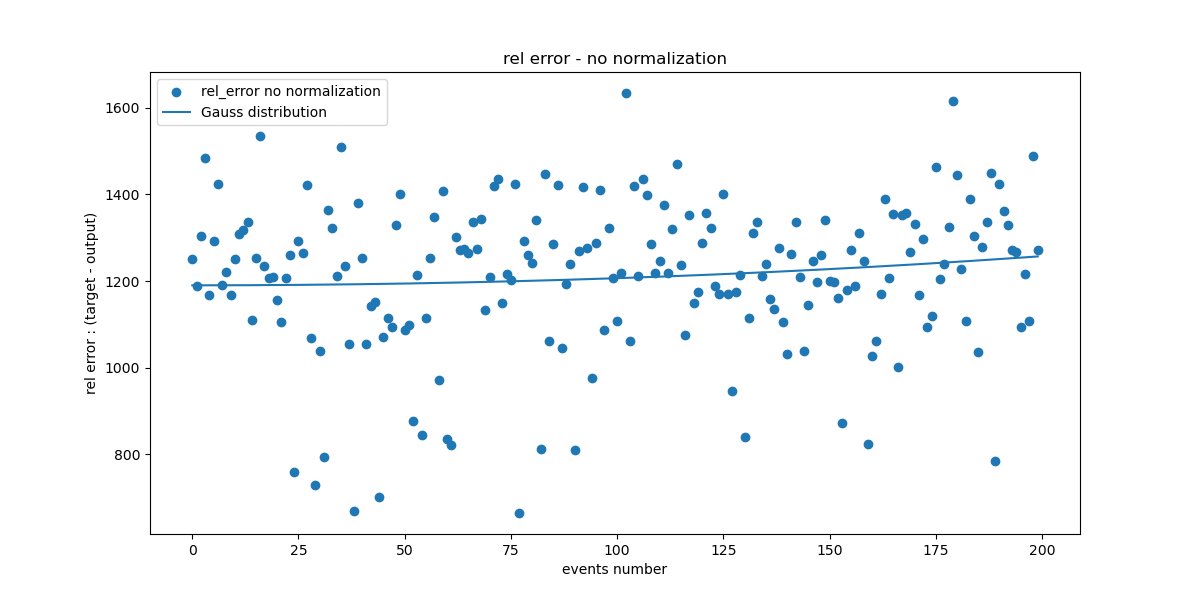 rel error - no normalization
rel_error no normalization
Gauss distribution
rel error : (target - output)
1600
1400
1200
1000
800
0 25 50 75 100 125 150 175 200
events number